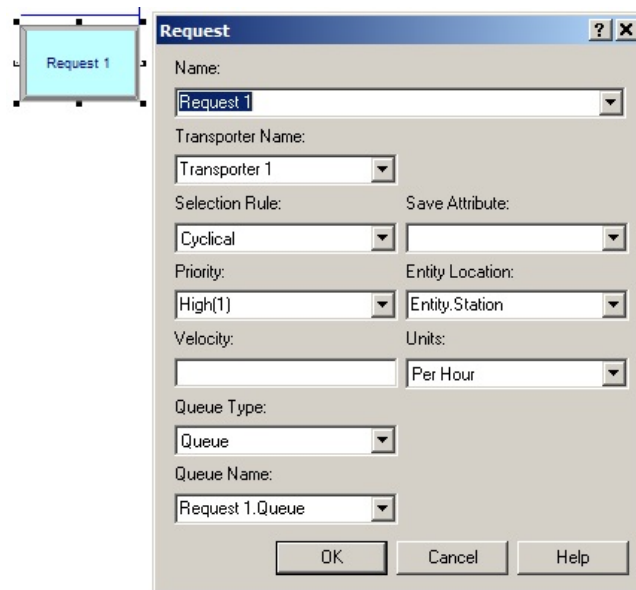 Request 1
Request
Name:
Request 1
Transporter Name:
Transporter 1
Selection Rule: Save Attribute:
Cyclical
Priority: Entity Location:
High(1) Entity.Station
Velocity: Units:
Per Hour
Queue Type:
Queue
Queue Name:
Request 1.Queue
OK Cancel Help